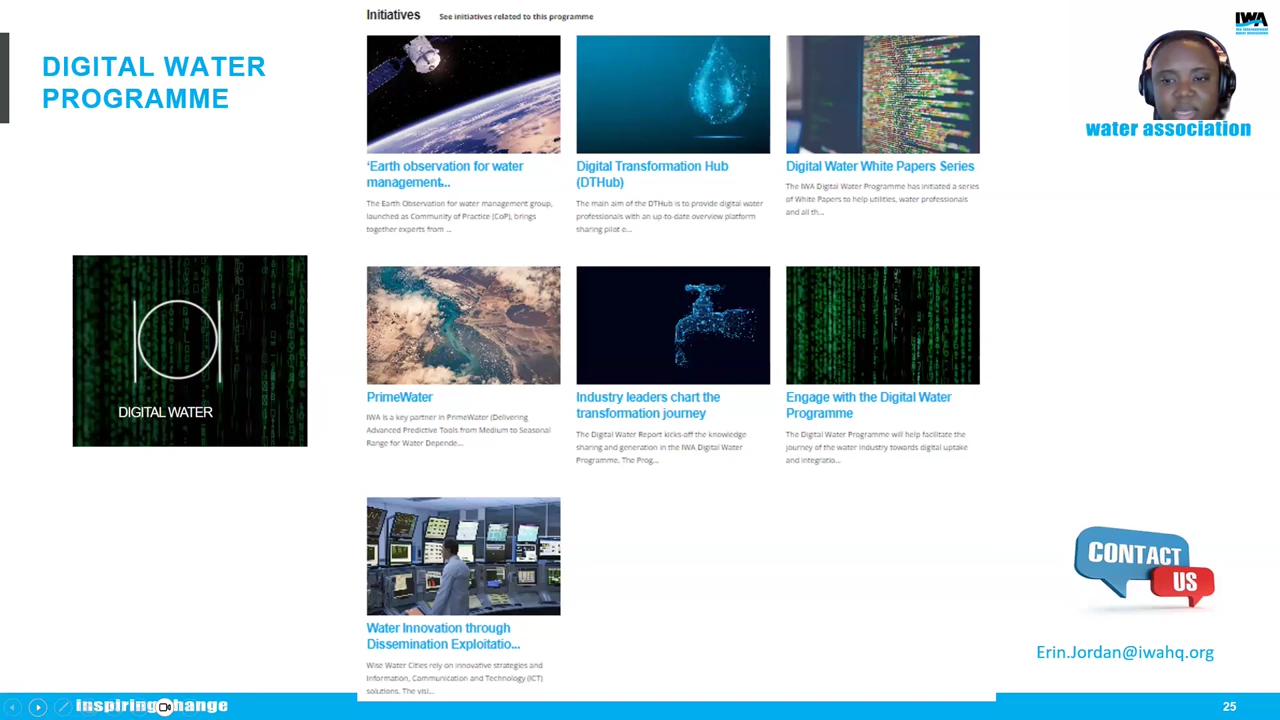 Initiatives See initiatives related to this programme
IWA
the international
water association
DIGITAL WATER
PROGRAMME
water association
'Earth observation for water
management...
The Earth Observation for water management group,
launched as Community of Practice (CoP), brings
together experts from ...
Digital Transformation Hub
(DTHub)
The main aim of the DTHub is to provide digital water
professionals with an up-to-date overview platform
sharing pilot e...
Digital Water White Papers Series
The IWA Digital Water Programme has initiated a series
of White Papers to help utilities, water professionals
and all th...
DIGITAL WATER
PrimeWater
IWA is a key partner in PrimeWater (Delivering
Advanced Predictive Tools from Medium to Seasonal
Range for Water Depende...
Industry leaders chart the
transformation journey
The Digital Water Report kicks-off the knowledge
sharing and generation in the IWA Digital Water
Programme. The Prog...
Engage with the Digital Water
Programme
The Digital Water Programme will help facilitate the
journey of the water industry towards digital uptake
and integratio...
Water Innovation through
Dissemination Exploitatio...
Wise Water Cities rely on innovative strategies and
Information, Communication and Technology (ICT)
solutions. The visi...
CONTACT
US
Erin.Jordan@iwahq.org
inspiring change
25